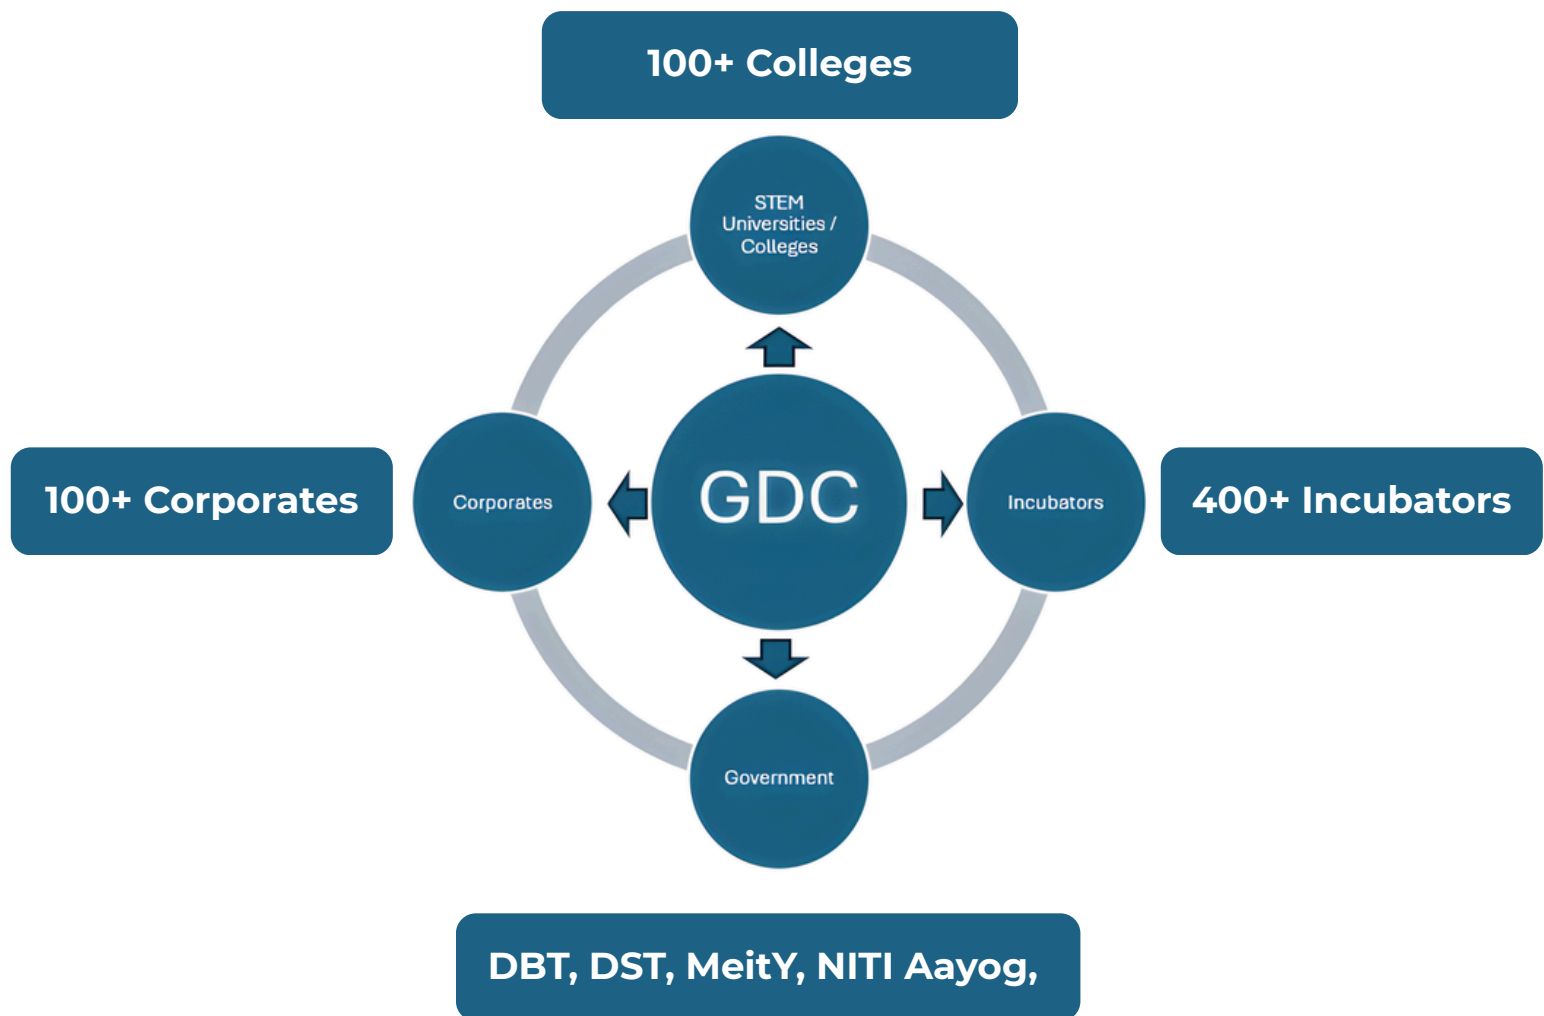 100+ Colleges
STEM
Universities /
Colleges
100+ Corporates
Corporates
GDC
Incubators
400+ Incubators
Government
DBT, DST, MeitY, NITI Aayog,